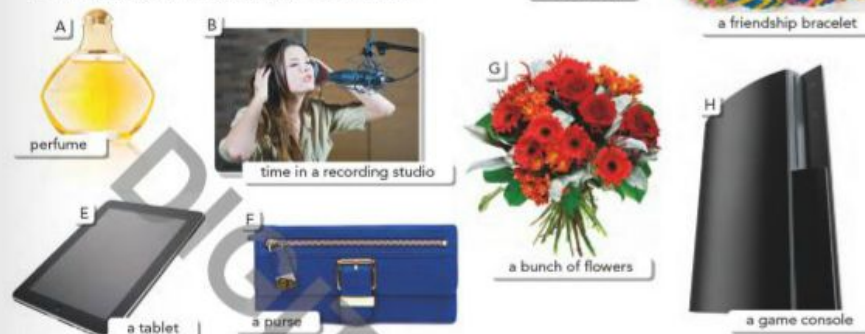 a friendship bracelet
A
B
G
H
perfume
time in a recording studio
E
F
a bunch of flowers
a tablet
a purse
a game console